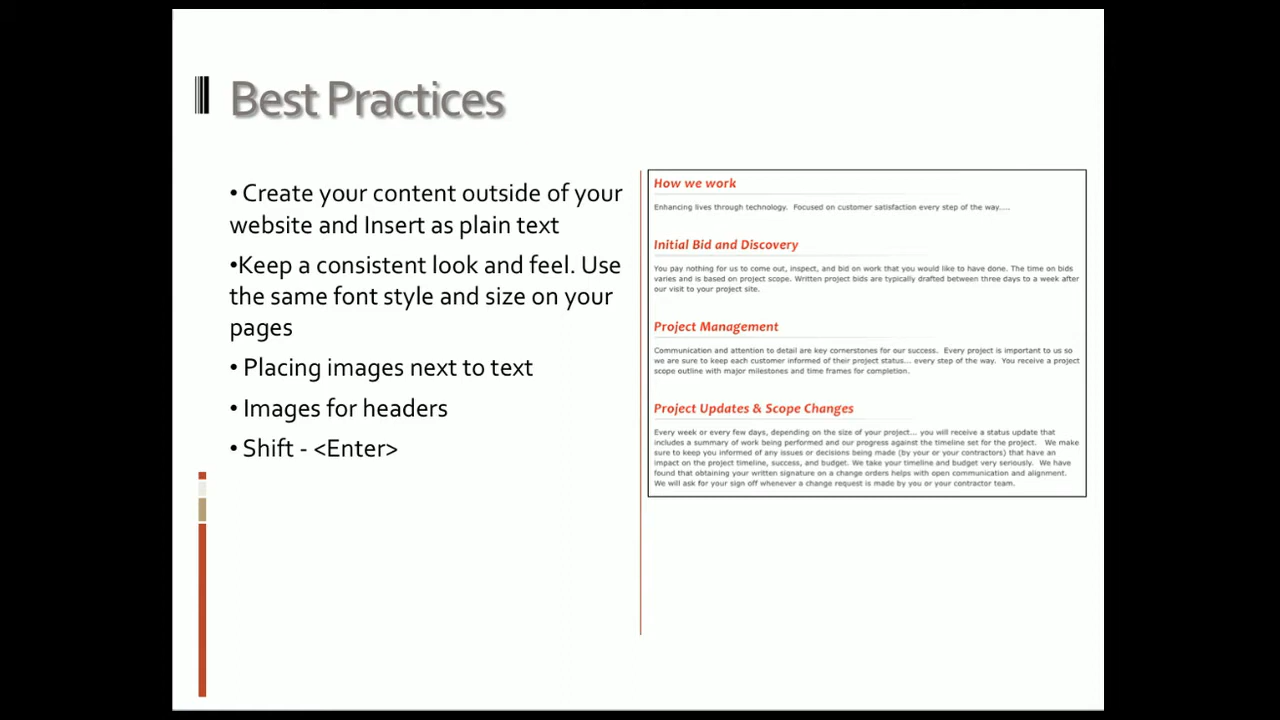 Best Practices
• Create your content outside of your
website and Insert as plain text
•Keep a consistent look and feel. Use
the same font style and size on your
pages
• Placing images next to text
• Images for headers
• Shift - <Enter>
How we work
Enhancing lives through technology.  Focused on customer satisfaction every step of the way....
Initial Bid and Discovery
You pay nothing for us to come out, inspect, and bid on work that you would like to have done. The time on bids
varies and is based on project scope. Written project bids are typically drafted between three days to a week after
our visit to your project site.
Project Management
Communication and attention to detail are key cornerstones for our success.  Every project is important to us so
we are sure to keep each customer informed of their project status... every step of the way.  You receive a project
scope outline with major milestones and time frames for completion.
Project Updates & Scope Changes
Every week or every few days, depending on the size of your project... you will receive a status update that
includes a summary of work being performed and our progress against the timeline set for the project.   We make
sure to keep you informed of any issues or decisions being made (by your or your contractors) that have an
impact on the project timeline, success, and budget. We take your timeline and budget very seriously.  We have
found that obtaining your written signature on a change orders helps with open communication and alignment.
We will ask for your sign off whenever a change request is made by you or your contractor team.